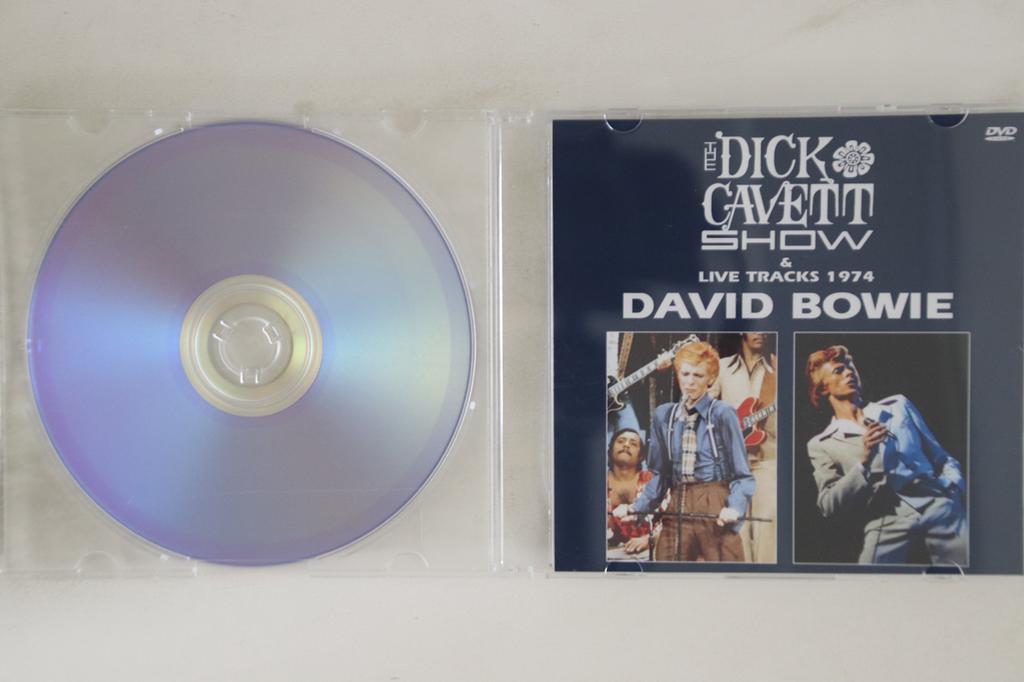 THE DICK
CAVETT
SHOW
&
LIVE TRACKS 1974
DAVID BOWIE
DVD